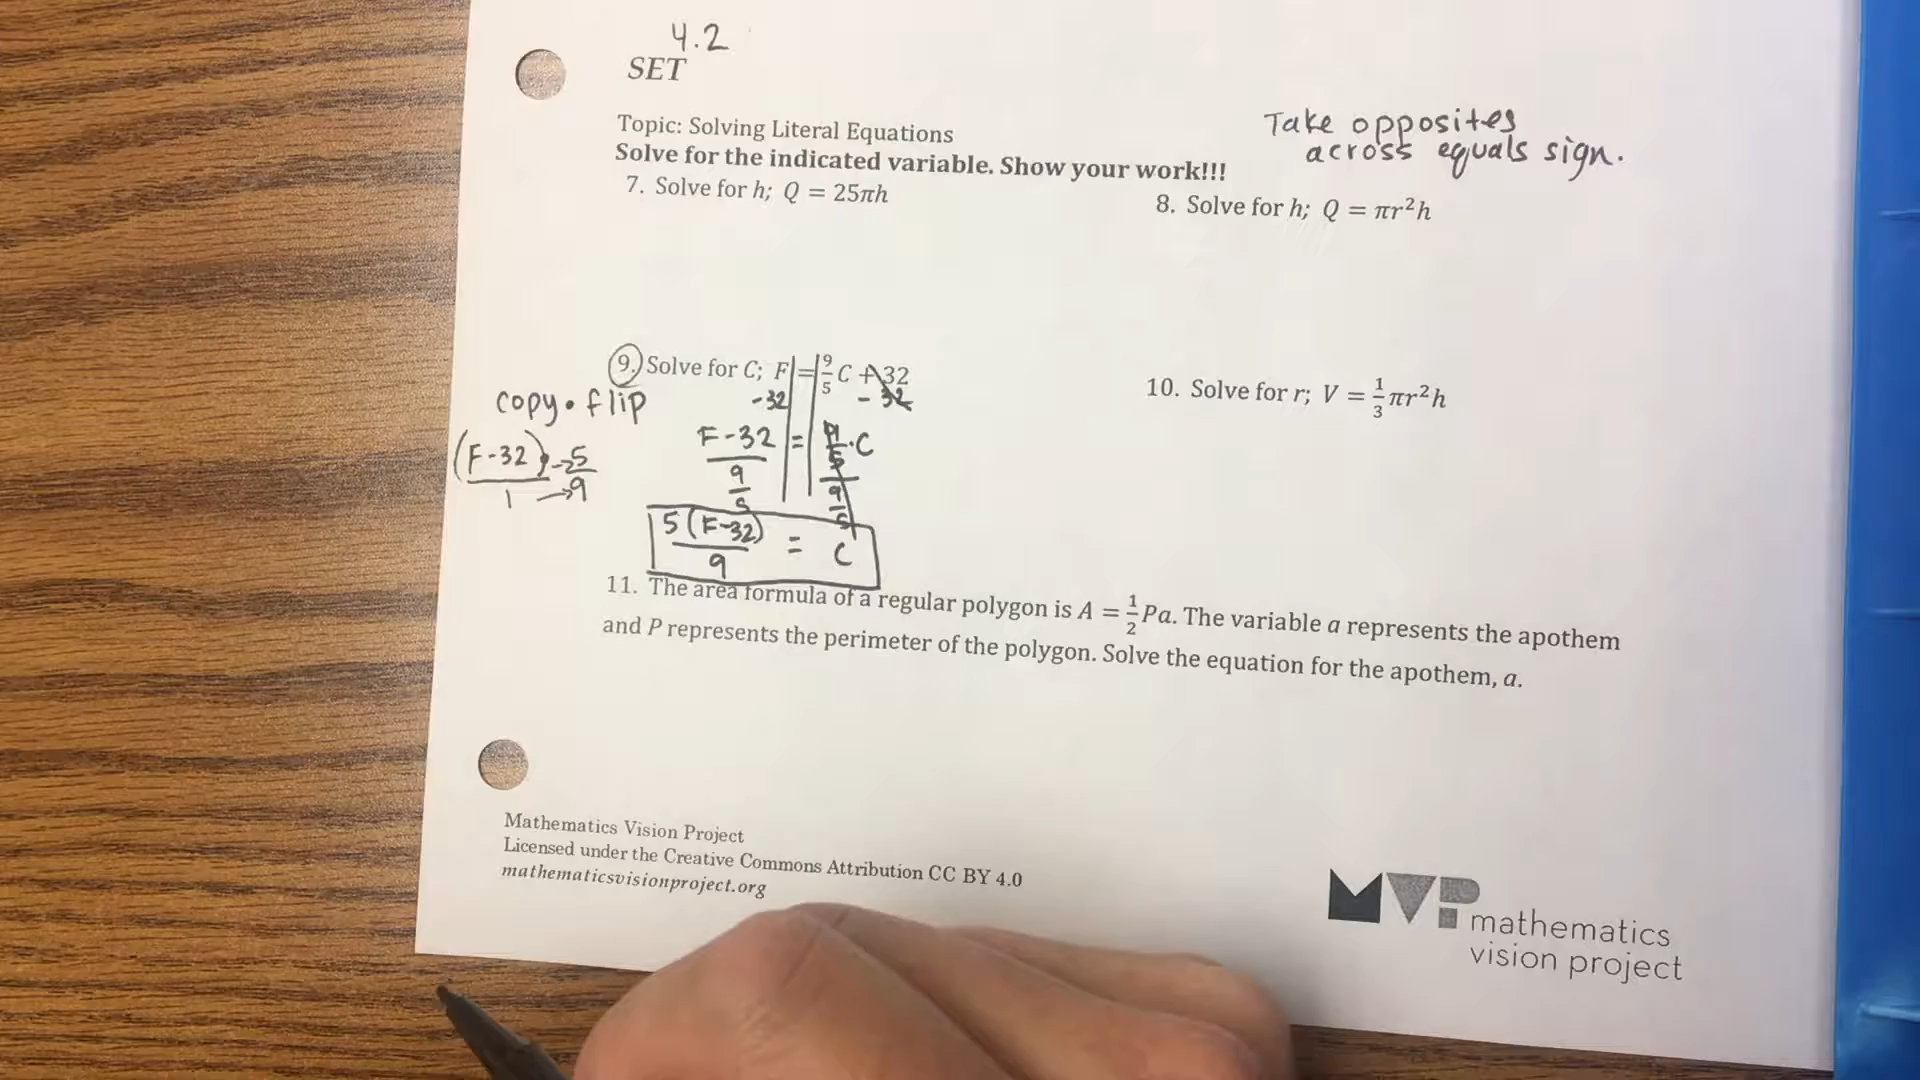 4.2
SET
Topic: Solving Literal Equations
Take opposites
across equals sign.
Solve for the indicated variable. Show your work!!!
7. Solve for h; Q = 25πh
8. Solve for h; Q = πr²h
9. Solve for C; F = 9/5 C + 32
-32 - 32
copy • flip
F-32 = 9/5 · C
9/5 9/5
(F-32) • → 5
1 → 9
5(F-32)/9 = C
10. Solve for r; V = 1/3 πr²h
11. The area formula of a regular polygon is A = 1/2 Pa. The variable a represents the apothem
and P represents the perimeter of the polygon. Solve the equation for the apothem, a.
Mathematics Vision Project
Licensed under the Creative Commons Attribution CC BY 4.0
mathematicsvisionproject.org
MVP mathematics
vision project